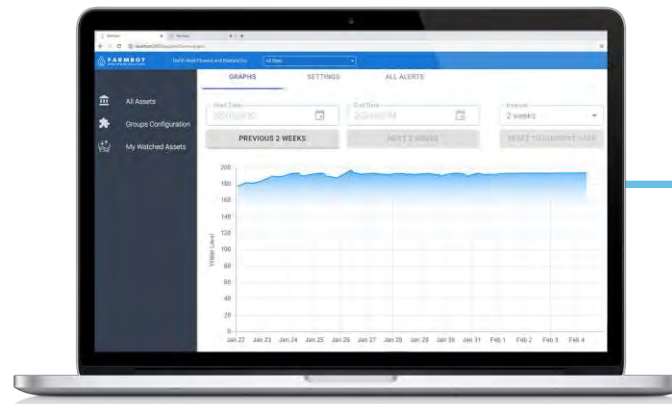 FARMBOT
All Assets
Groups Configuration
My Watched Assets
GRAPHS SETTINGS ALL ALERTS
Start Date End Date Interval
2 weeks
PREVIOUS 2 WEEKS NEXT 2 WEEKS RESET TO CURRENT DATE
Water Level
200
180
160
140
120
100
80
60
40
20
0
Jan 22 Jan 23 Jan 24 Jan 25 Jan 26 Jan 27 Jan 28 Jan 29 Jan 30 Jan 31 Feb 1 Feb 2 Feb 3 Feb 4